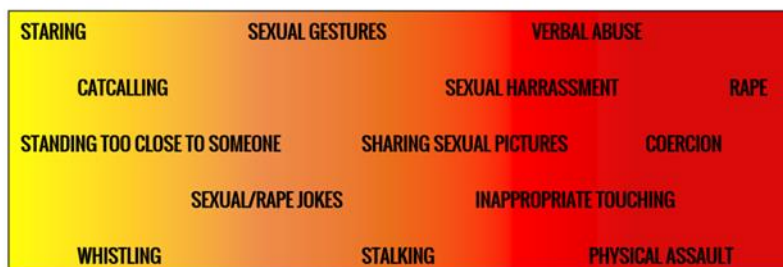 STARING SEXUAL GESTURES VERBAL ABUSE
CATCALLING SEXUAL HARRASSMENT RAPE
STANDING TOO CLOSE TO SOMEONE SHARING SEXUAL PICTURES COERCION
SEXUAL/RAPE JOKES INAPPROPRIATE TOUCHING
WHISTLING STALKING PHYSICAL ASSAULT